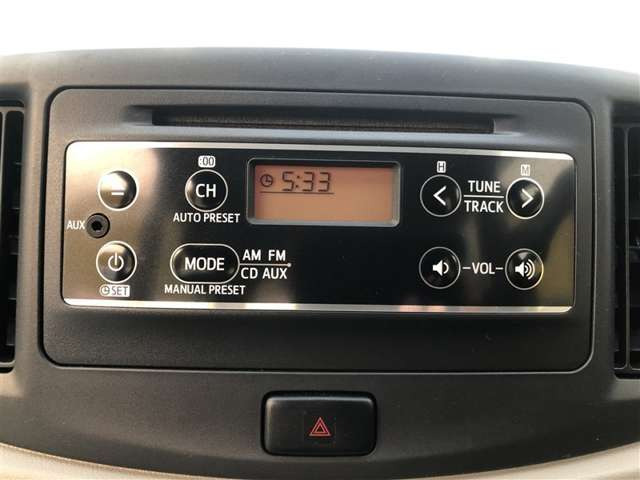 :00
CH
AUTO PRESET
5:33
H
M
TUNE
TRACK
AUX
MODE
AM FM
CD AUX
MANUAL PRESET
SET
-VOL-